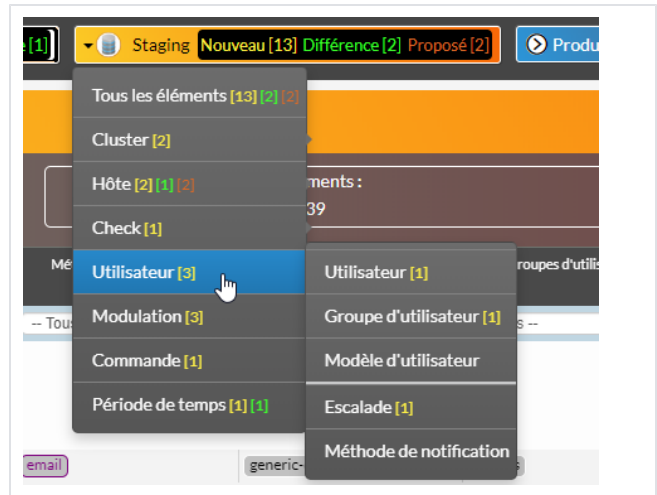 [1] Staging Nouveau [13] Différence [2] Proposé [2] Produ
Tous les éléments [13] [2] [2]
Cluster [2]
Hôte [2] [1] [2] ments :
39
Check [1]
Mé Utilisateur [3] Utilisateur [1] roupes d'utilis
-- Tous Modulation [3] Groupe d'utilisateur [1] s --
Commande [1] Modèle d'utilisateur
Période de temps [1] [1] Escalade [1]
Méthode de notification
email generic-